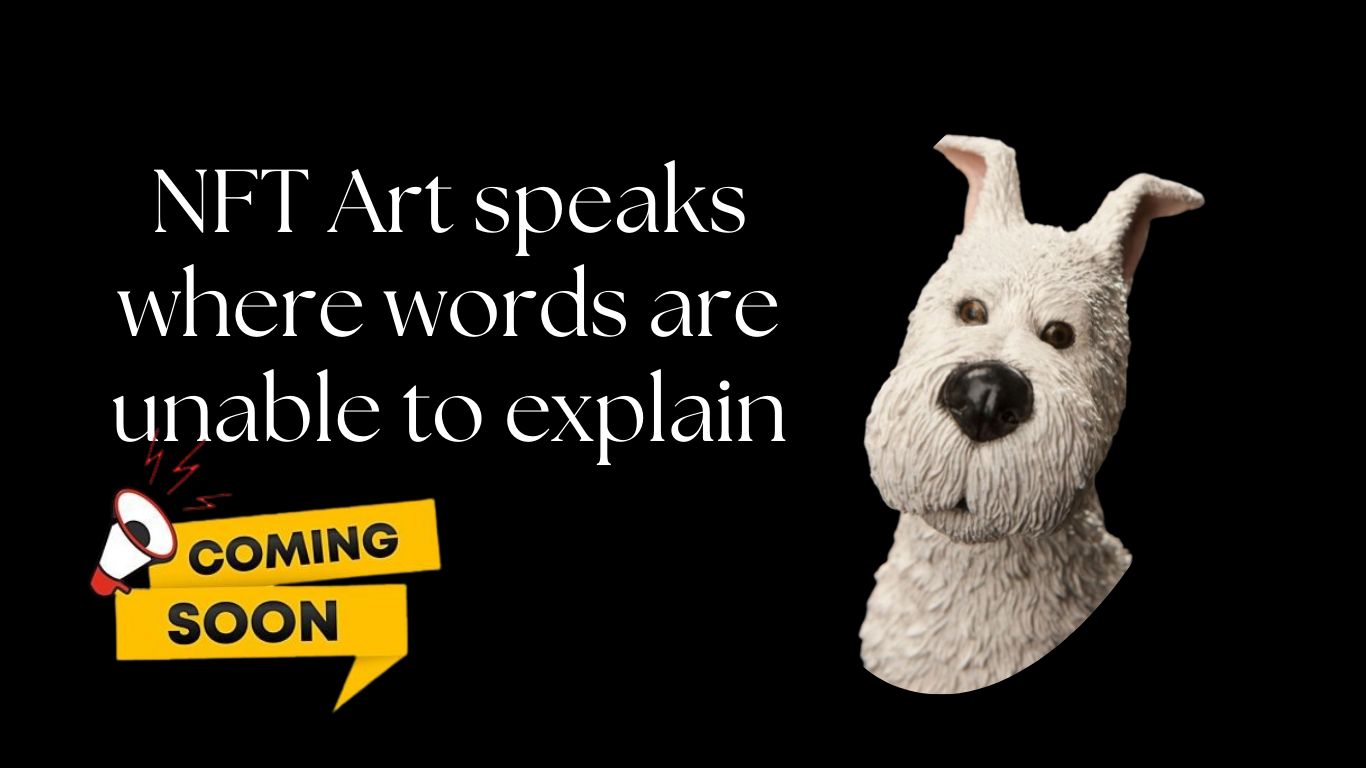 NFT Art speaks
where words are
unable to explain
COMING
SOON